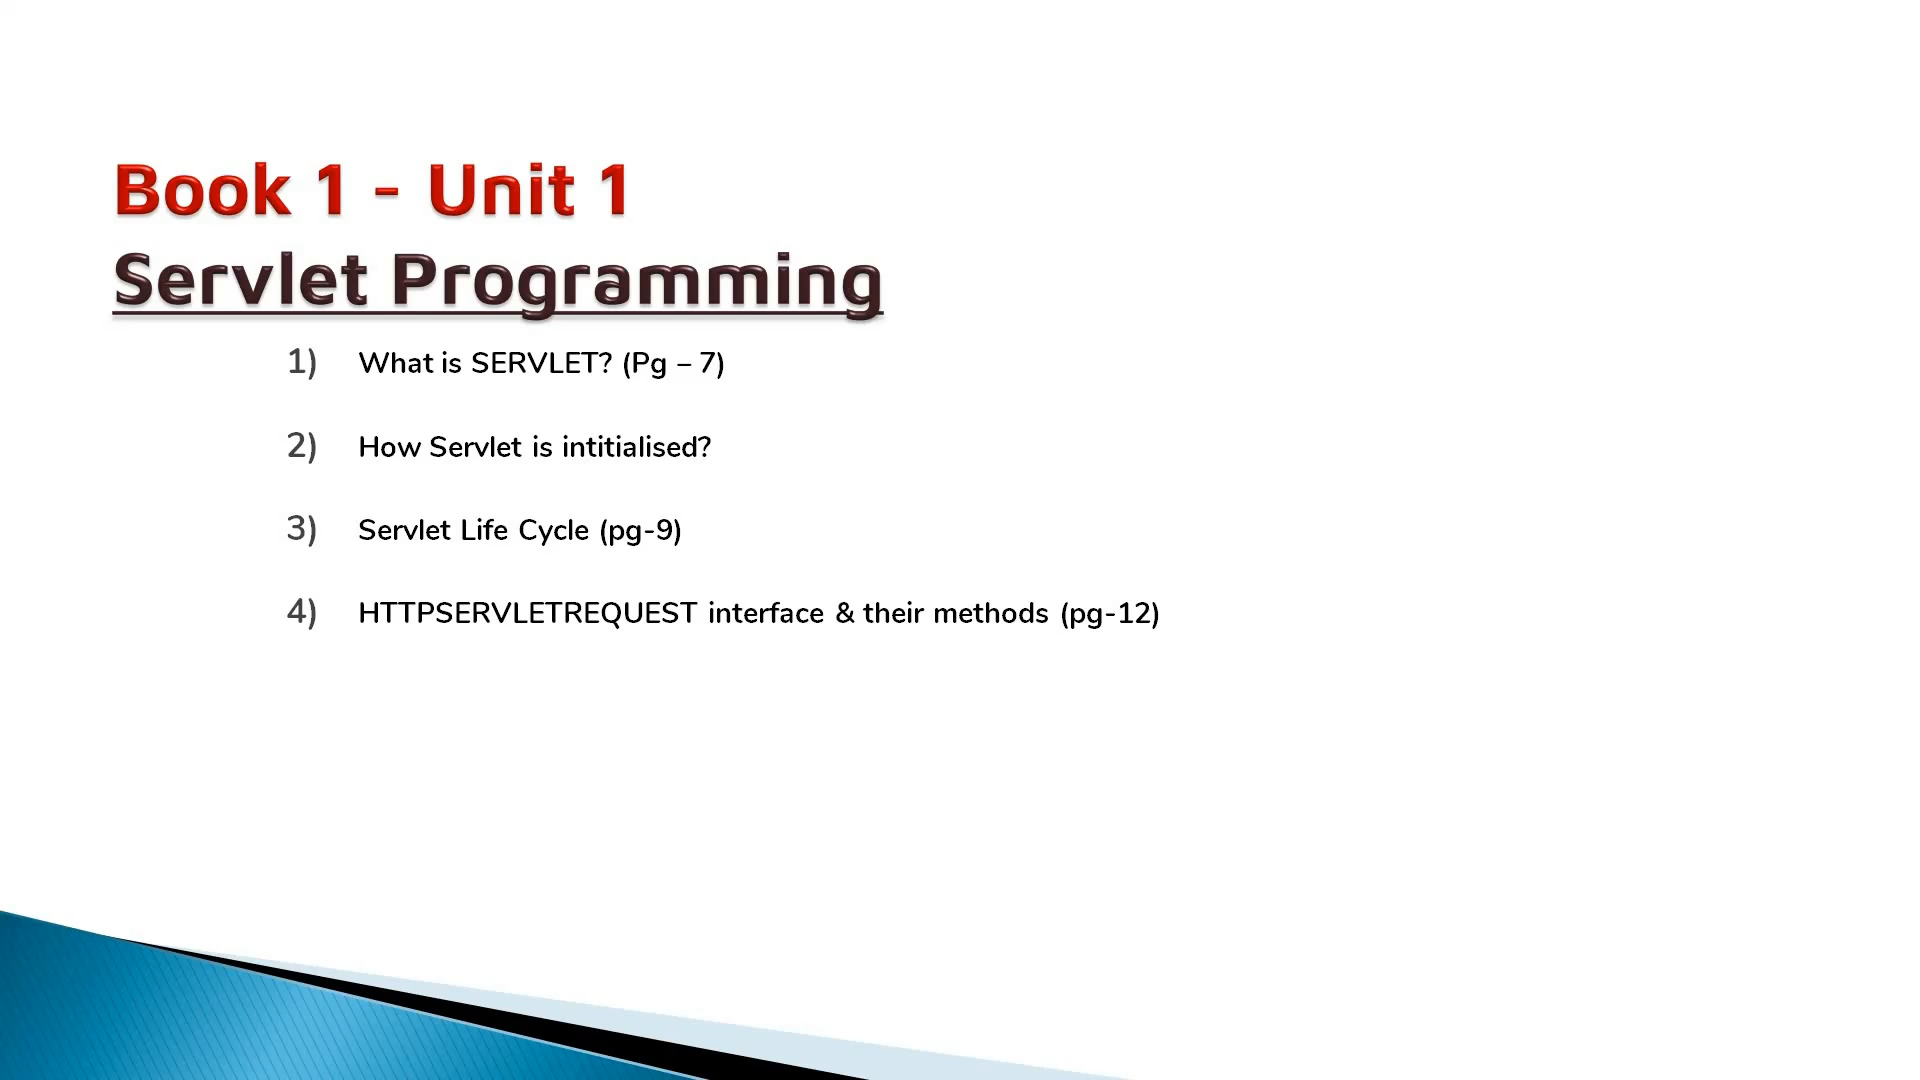 Book 1 - Unit 1
Servlet Programming
1) What is SERVLET? (Pg – 7)
2) How Servlet is intitialised?
3) Servlet Life Cycle (pg-9)
4) HTTPSERVLETREQUEST interface & their methods (pg-12)